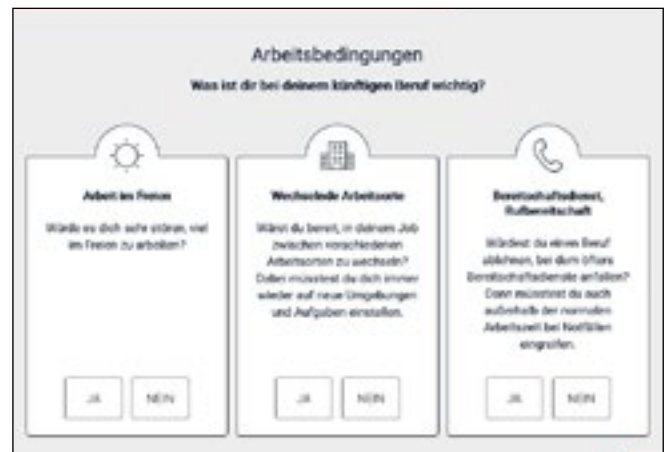 Arbeitsbedingungen
Was ist dir bei deinem künftigen Beruf wichtig?
Arbeit im Freien
Würde es dich sehr stören, viel
im Freien zu arbeiten?
JA NEIN
Wechselnde Arbeitsorte
Wärst du bereit, in deinem Job
zwischen verschiedenen
Arbeitsorten zu wechseln?
Dabei müsstest du dich immer
wieder auf neue Umgebungen
und Aufgaben einstellen.
JA NEIN
Bereitschaftsdienst,
Rufbereitschaft
Würdest du einen Beruf
ablehnen, bei dem öfters
Bereitschaftsdienste anfallen?
Dann müsstest du auch
außerhalb der normalen
Arbeitszeit bei Notfällen
eingreifen.
JA NEIN